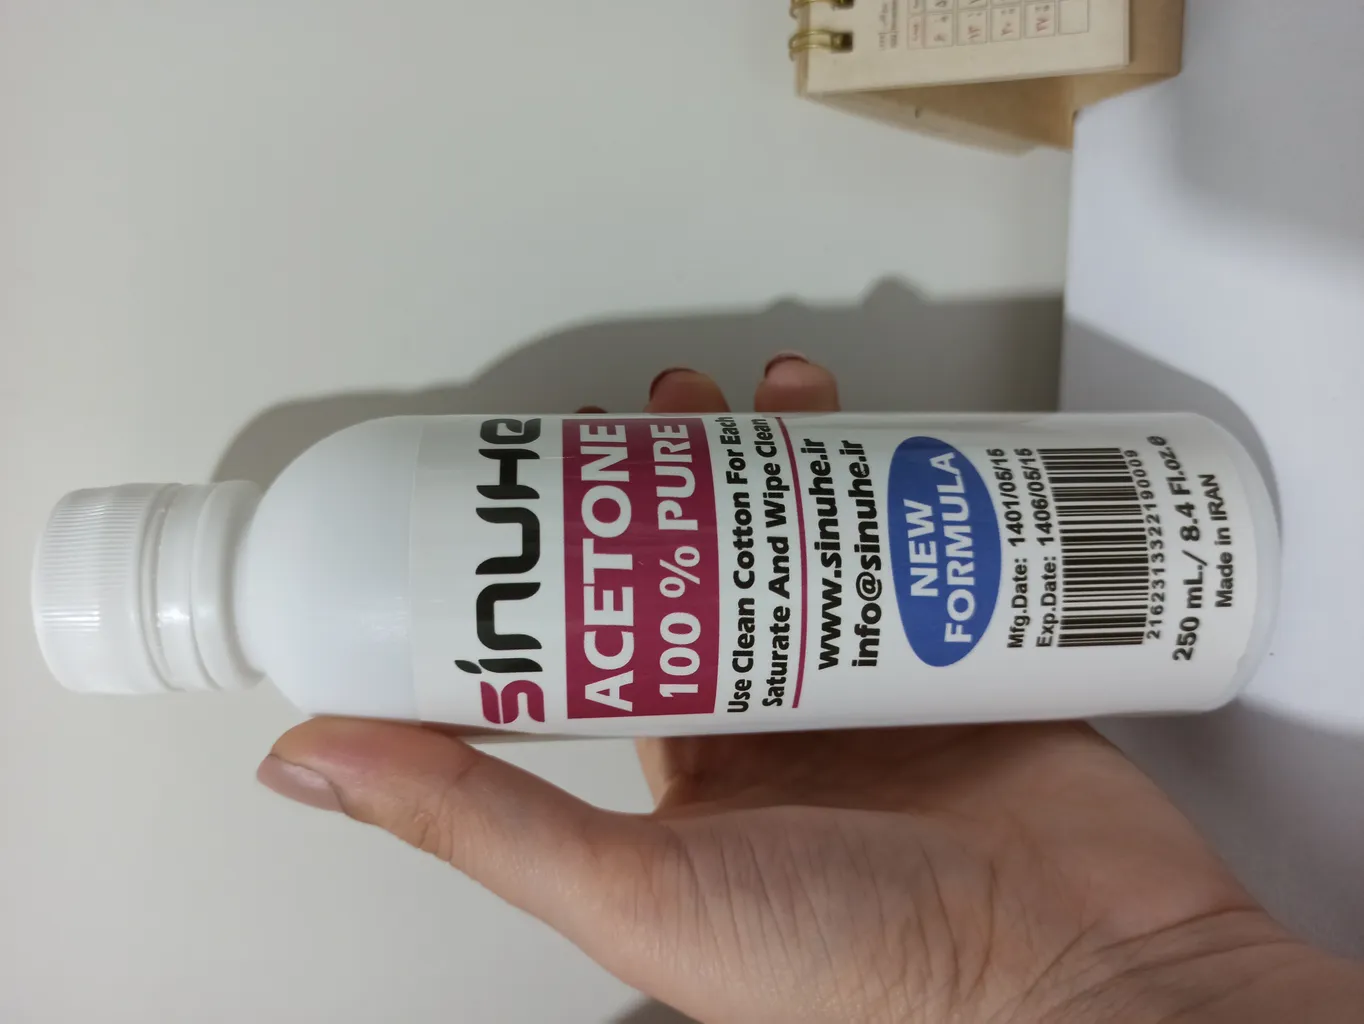 sinuhe
ACETONE
100 % PURE
Use Clean Cotton For Each
Saturate And Wipe Clean
www.sinuhe.ir
info@sinuhe.ir
NEW
FORMULA
Mfg.Date: 1401/05/15
Exp.Date: 1406/05/15
2162313322190009
250 mL./ 8.4 Fl.oz.℮
Made in IRAN